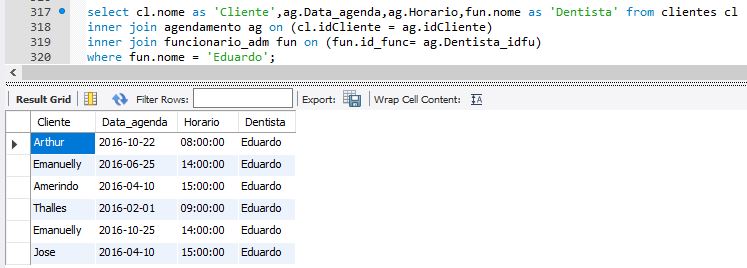 317 select cl.nome as 'Cliente',ag.Data_agenda,ag.Horario,fun.nome as 'Dentista' from clientes cl
318 inner join agendamento ag on (cl.idCliente = ag.idCliente)
319 inner join funcionario_adm fun on (fun.id_func= ag.Dentista_idfu)
320 where fun.nome = 'Eduardo';
Result Grid Filter Rows: Export: Wrap Cell Content: IA
Cliente Data_agenda Horario Dentista
Arthur 2016-10-22 08:00:00 Eduardo
Emanuelly 2016-06-25 14:00:00 Eduardo
Amerindo 2016-04-10 15:00:00 Eduardo
Thalles 2016-02-01 09:00:00 Eduardo
Emanuelly 2016-10-25 14:00:00 Eduardo
Jose 2016-04-10 15:00:00 Eduardo